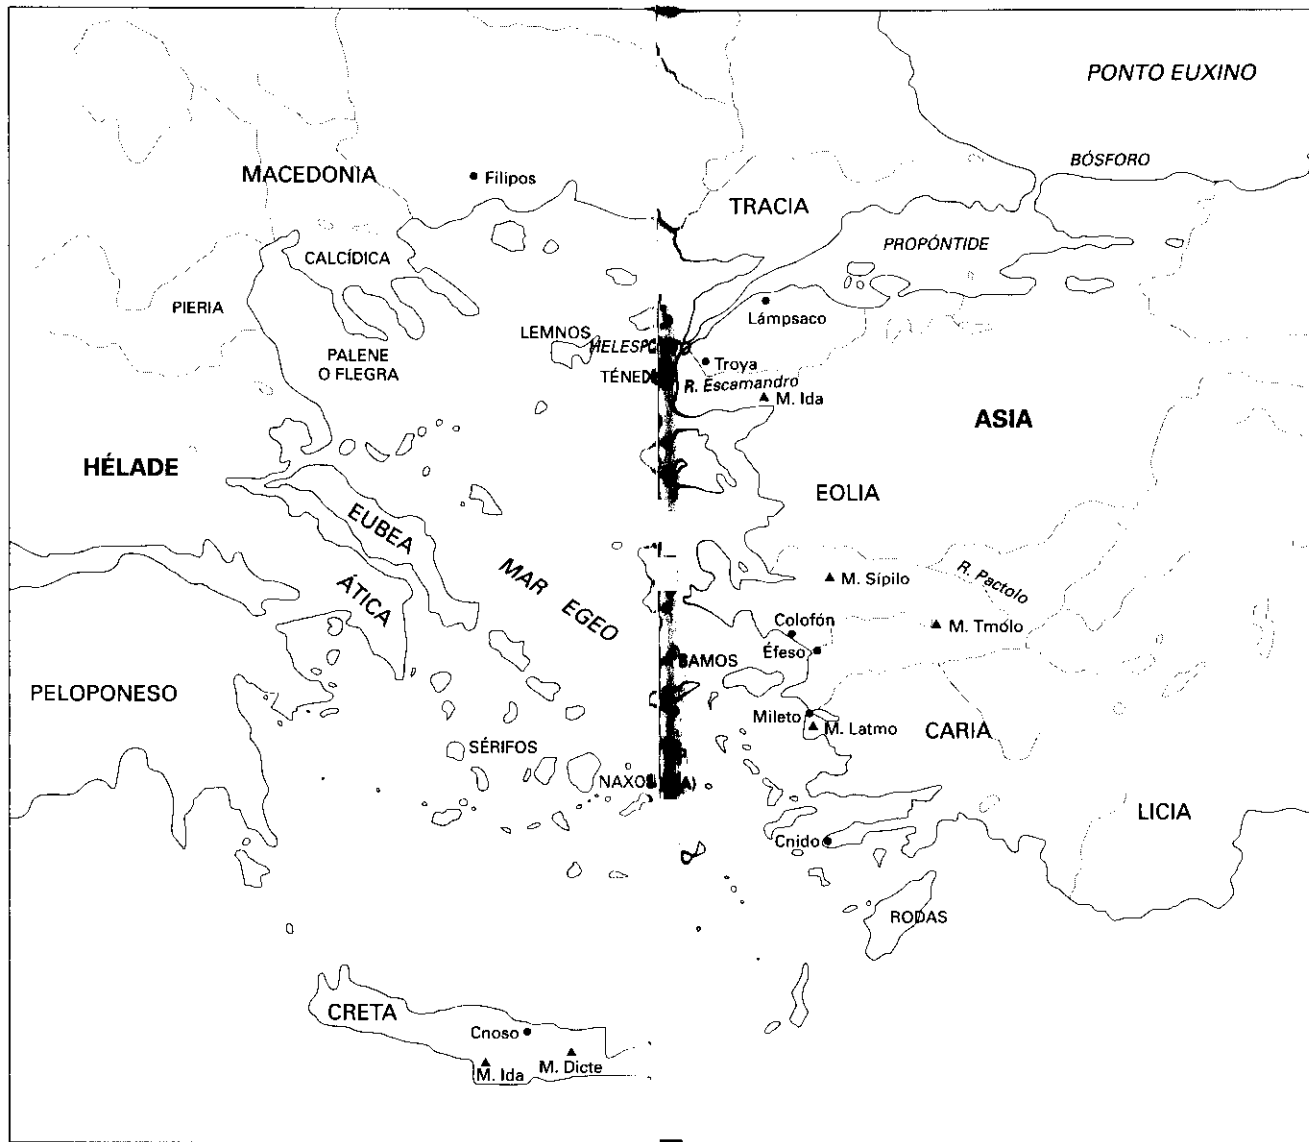 PONTO EUXINO
BÓSFORO
MACEDONIA
Filipos
TRACIA
PROPÓNTIDE
CALCÍDICA
PIERIA
Lámpsaco
LEMNOS
PALENE
O FLEGRA
Troya
R. Escamandro
M. Ida
ASIA
HÉLADE
EOLIA
EUBEA
MAR EGEO
ÁTICA
M. Sípilo
R. Pactolo
Colofón
M. Tmolo
Éfeso
SAMOS
PELOPONESO
Mileto
M. Latmo
CARIA
SÉRIFOS
LICIA
Cnido
RODAS
CRETA
Cnoso
M. Dicte
M. Ida